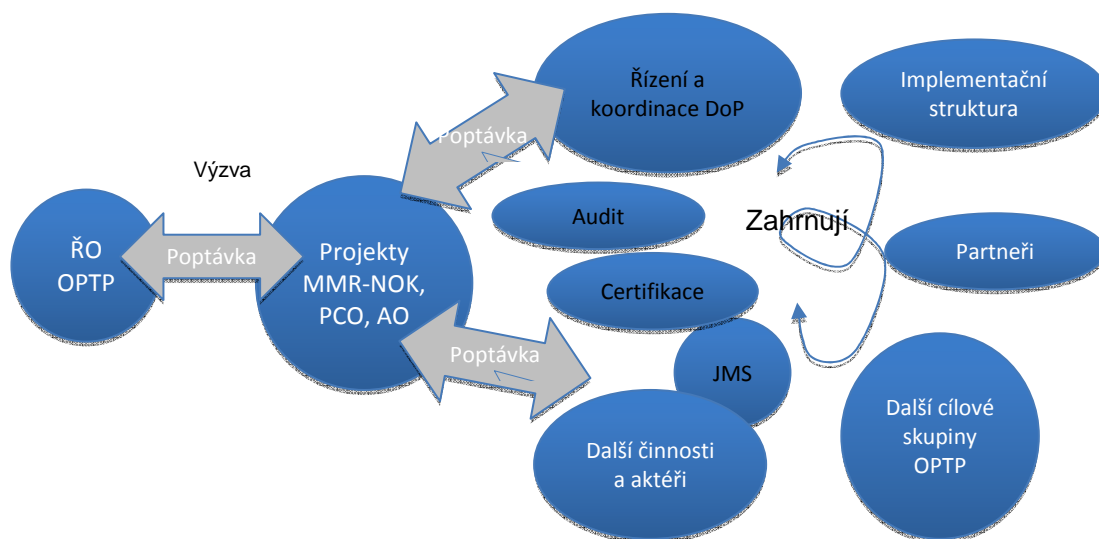 Výzva
ŘO
OPTP
Poptávka
Projekty
MMR-NOK,
PCO, AO
Poptávka
Poptávka
Řízení a
koordinace DoP
Audit
Certifikace
JMS
Další činnosti
a aktéři
Zahrnují
Implementační
struktura
Partneři
Další cílové
skupiny
OPTP